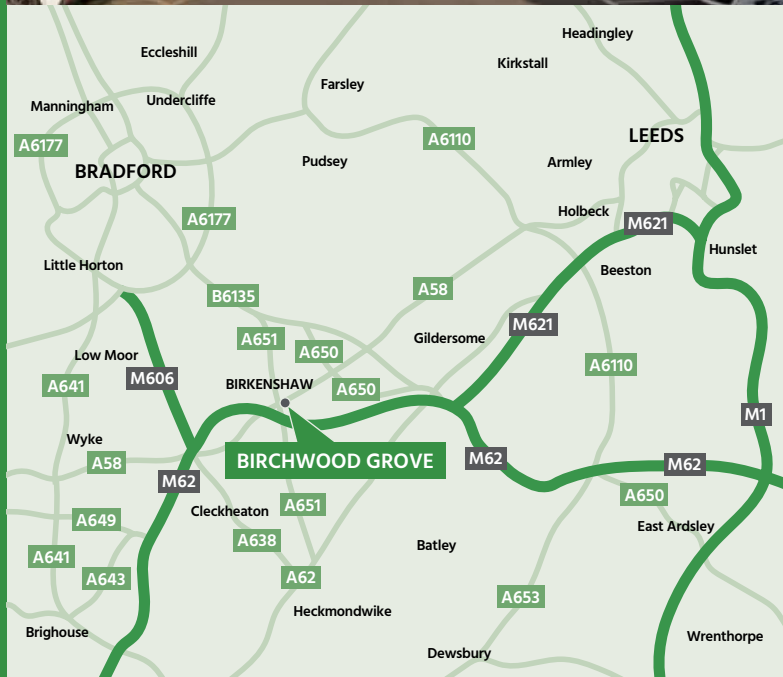 Headingley
Eccleshill
Kirkstall
Farsley
Manningham
Undercliffe
LEEDS
A6177
A6110
BRADFORD
Pudsey
Armley
A6177
Holbeck
M621
Little Horton
Beeston
Hunslet
B6135
A58
A651
A650
Gildersome
M621
Low Moor
A641
M606
BIRKENSHAW
A650
A6110
M1
Wyke
A58
BIRCHWOOD GROVE
M62
M62
M62
Cleckheaton
A651
A650
A649
A638
East Ardsley
A641
A643
A62
Batley
A653
Heckmondwike
Brighouse
Dewsbury
Wrenthorpe